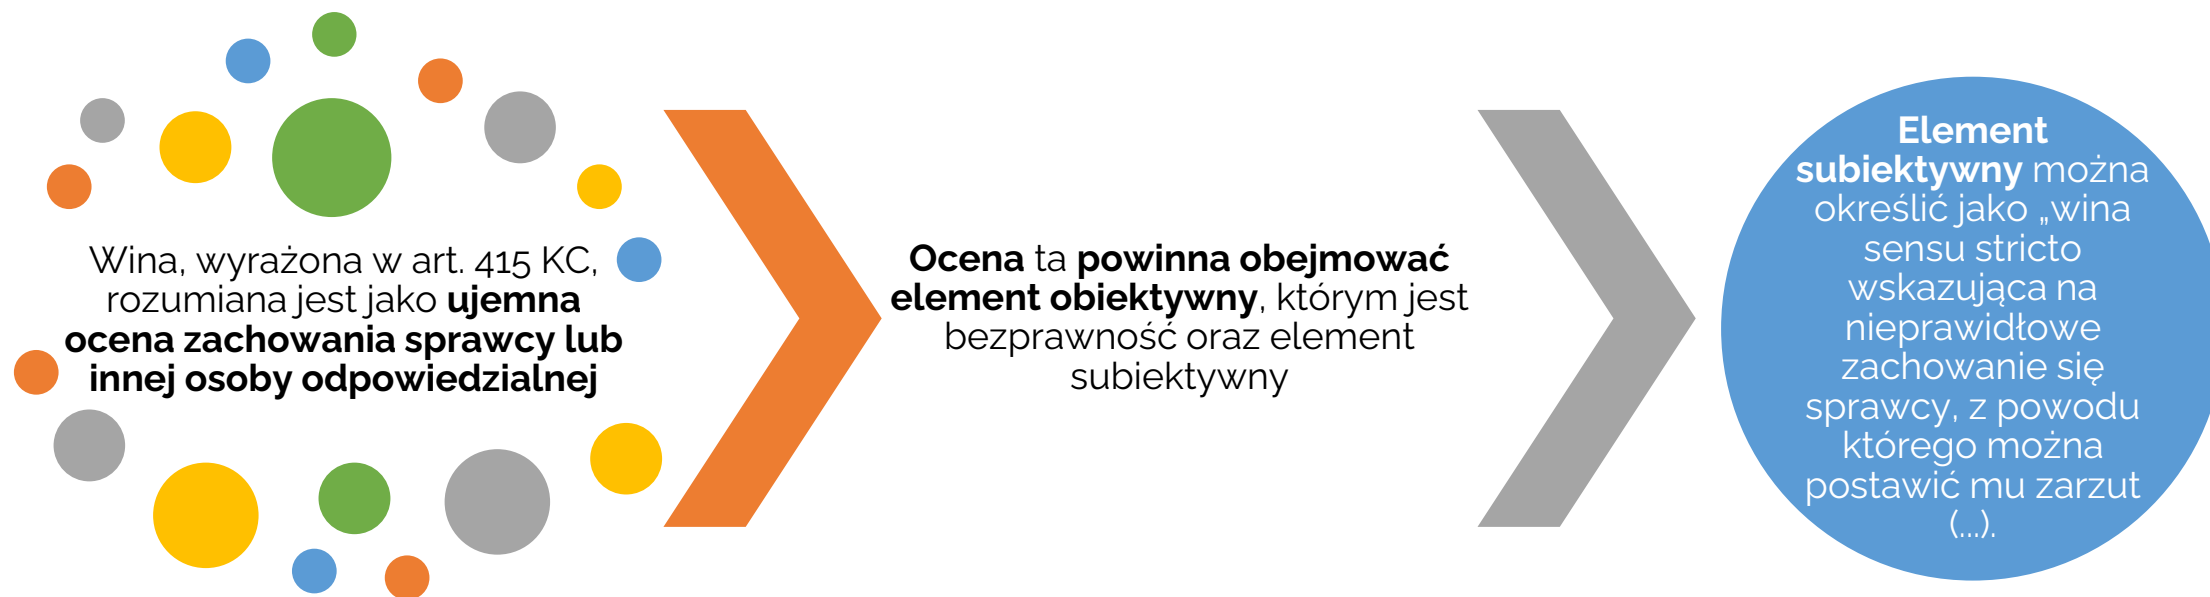 Wina, wyrażona w art. 415 KC,
rozumiana jest jako ujemna
ocena zachowania sprawcy lub
innej osoby odpowiedzialnej
Ocena ta powinna obejmować
element obiektywny, którym jest
bezprawność oraz element
subiektywny
Element
subiektywny można
określić jako „wina
sensu stricto
wskazująca na
nieprawidłowe
zachowanie się
sprawcy, z powodu
którego można
postawić mu zarzut
(...).